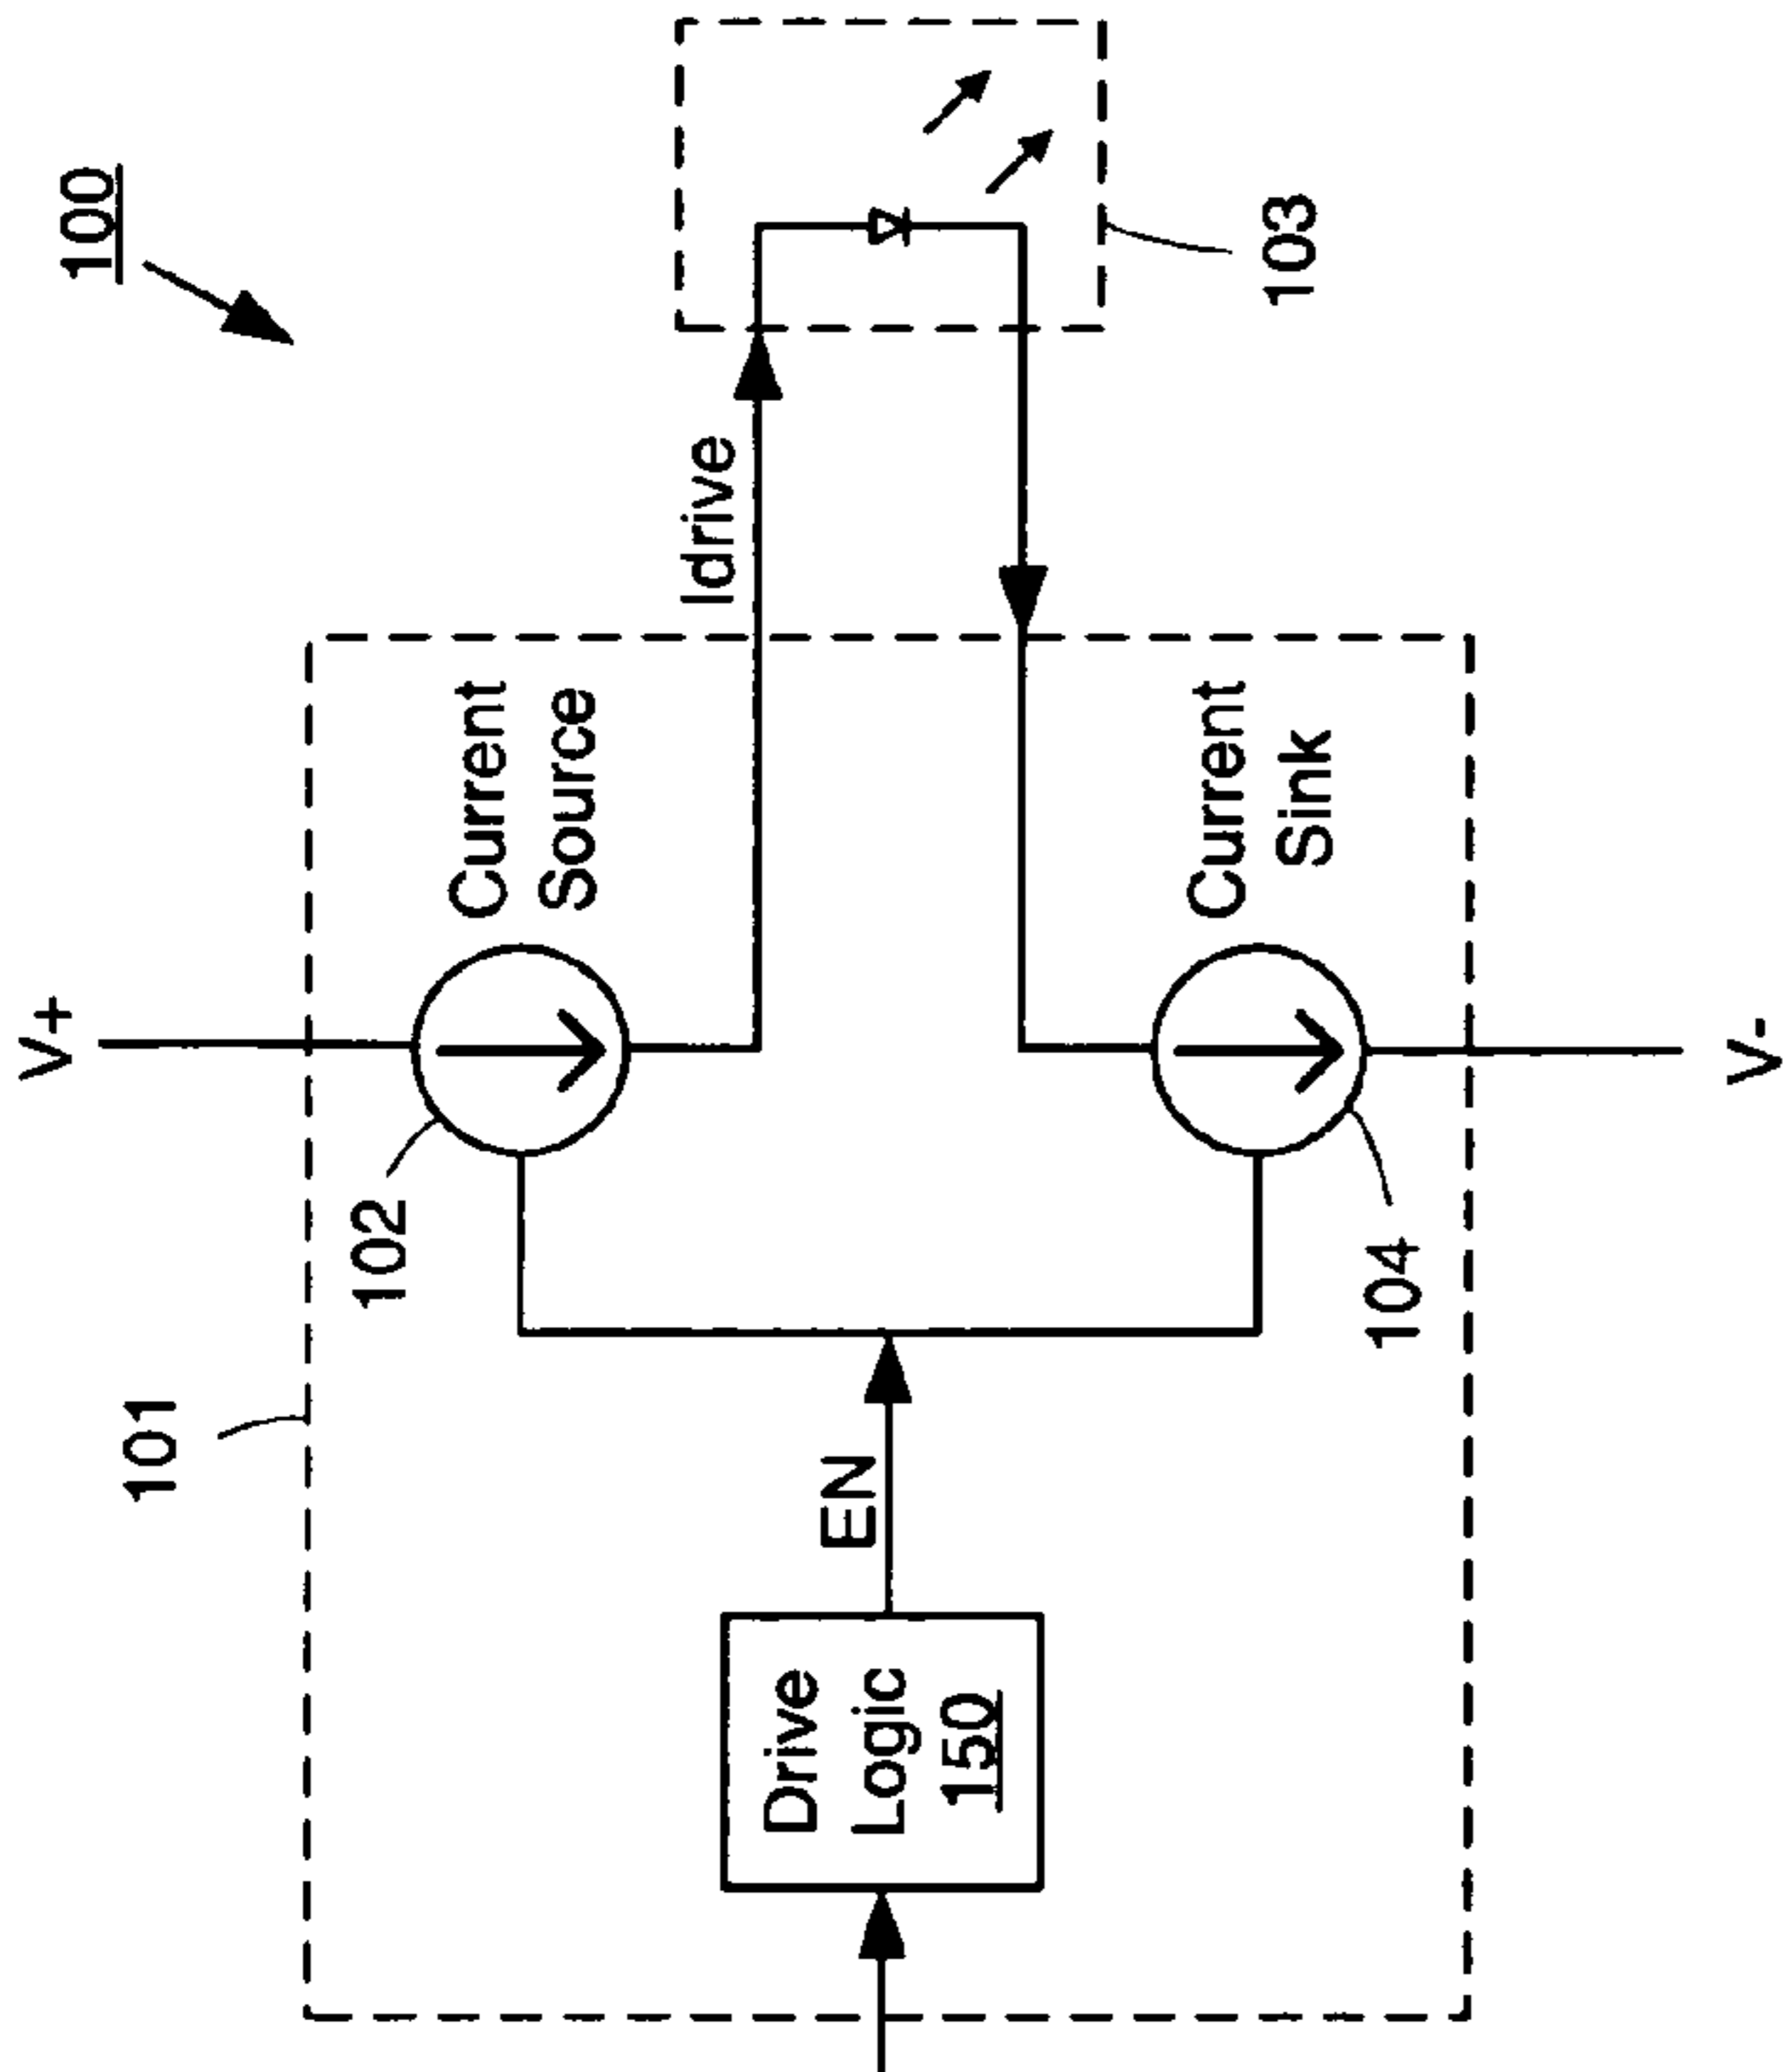 100
V+
101
102
Current
Source
Idrive
103
EN
Drive
Logic
150
Current
Sink
104
V-